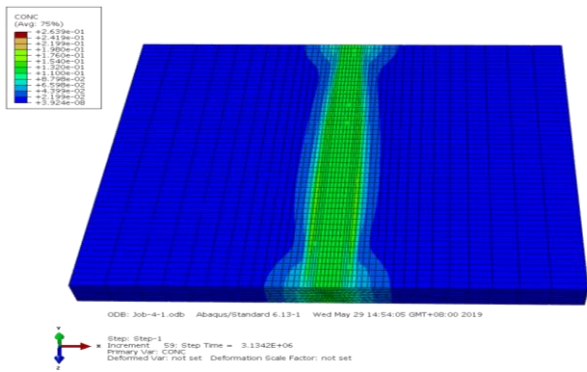 CONC
(Avg: 75%)
+2.639e-01
+2.419e-01
+2.199e-01
+1.980e-01
+1.760e-01
+1.540e-01
+1.320e-01
+1.100e-01
+8.798e-02
+6.598e-02
+4.399e-02
+2.199e-02
+3.924e-08
ODB: Job-4-1.odb Abaqus/Standard 6.13-1 Wed May 29 14:54:05 GMT+08:00 2019
Y
X
Z
Step: Step-1
Increment 59: Step Time = 3.1342E+06
Primary Var: CONC
Deformed Var: not set Deformation Scale Factor: not set